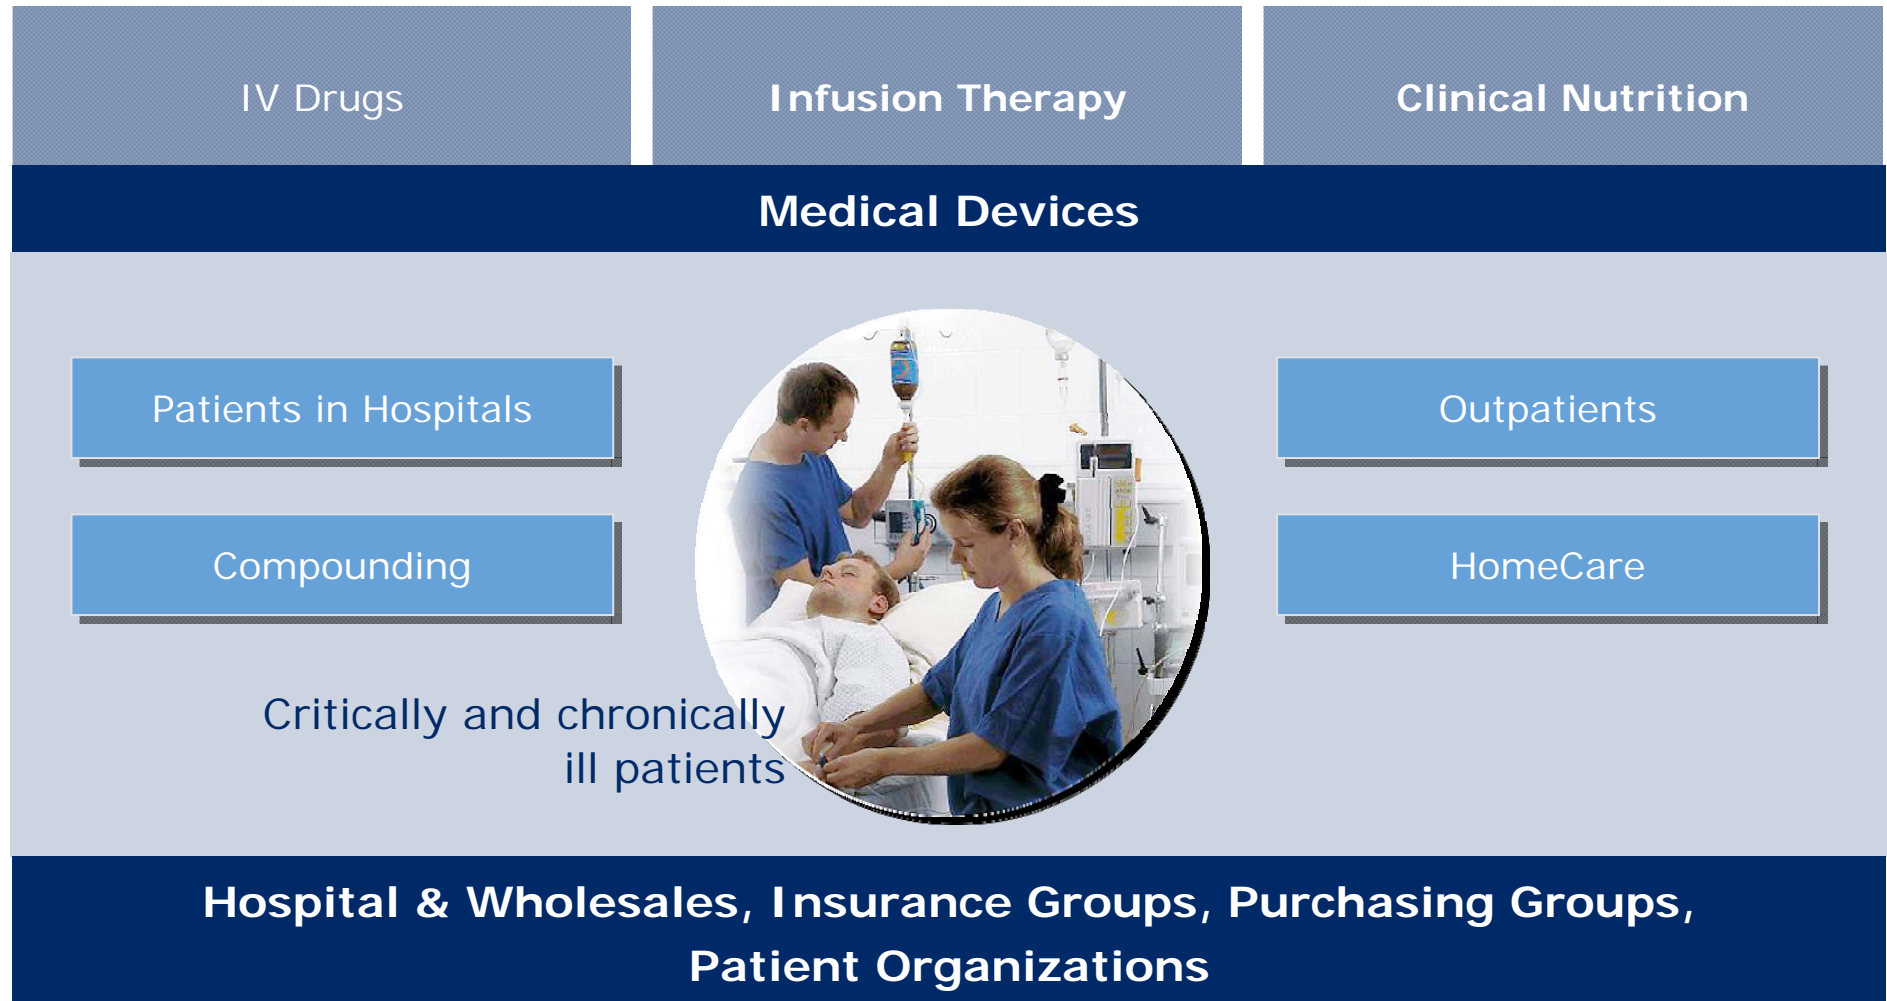 IV Drugs
Infusion Therapy
Clinical Nutrition
Medical Devices
Patients in Hospitals
Outpatients
Compounding
HomeCare
Critically and chronically
ill patients
Hospital & Wholesales, Insurance Groups, Purchasing Groups,
Patient Organizations